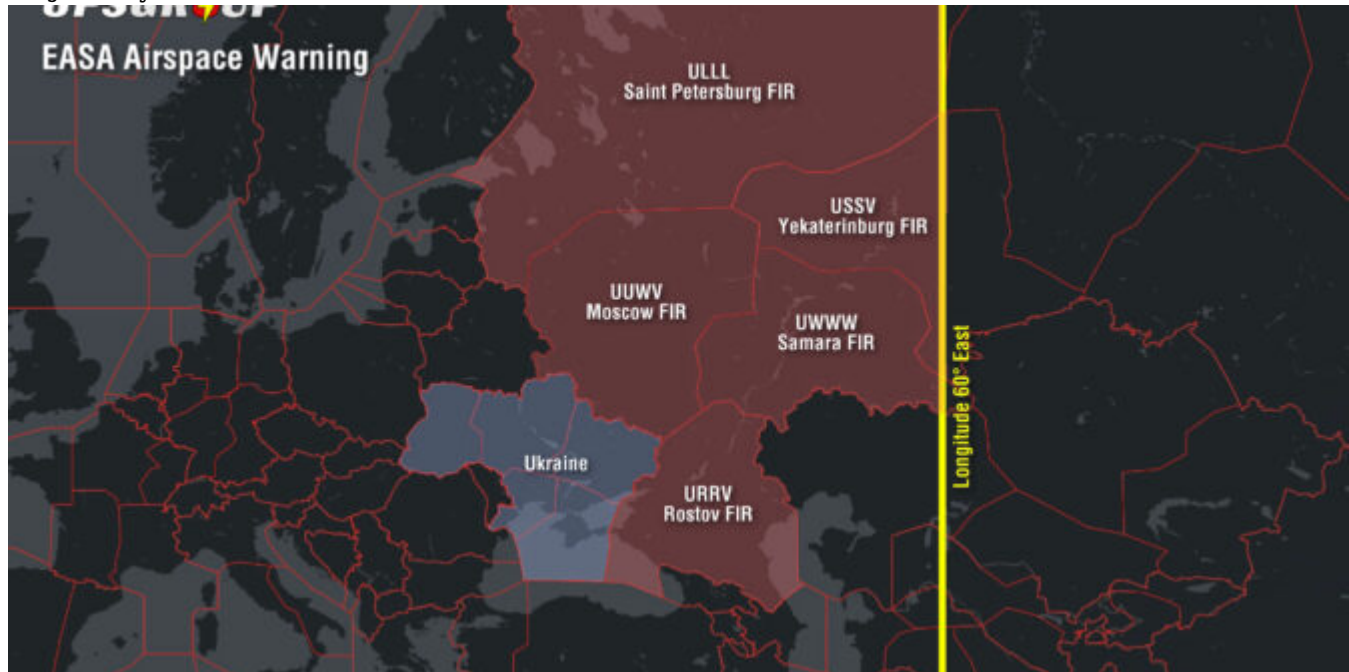 OPSGROUP
EASA Airspace Warning
ULLL
Saint Petersburg FIR
USSV
Yekaterinburg FIR
UUWV
Moscow FIR
UWWW
Samara FIR
Longitude 60° East
Ukraine
URRV
Rostov FIR